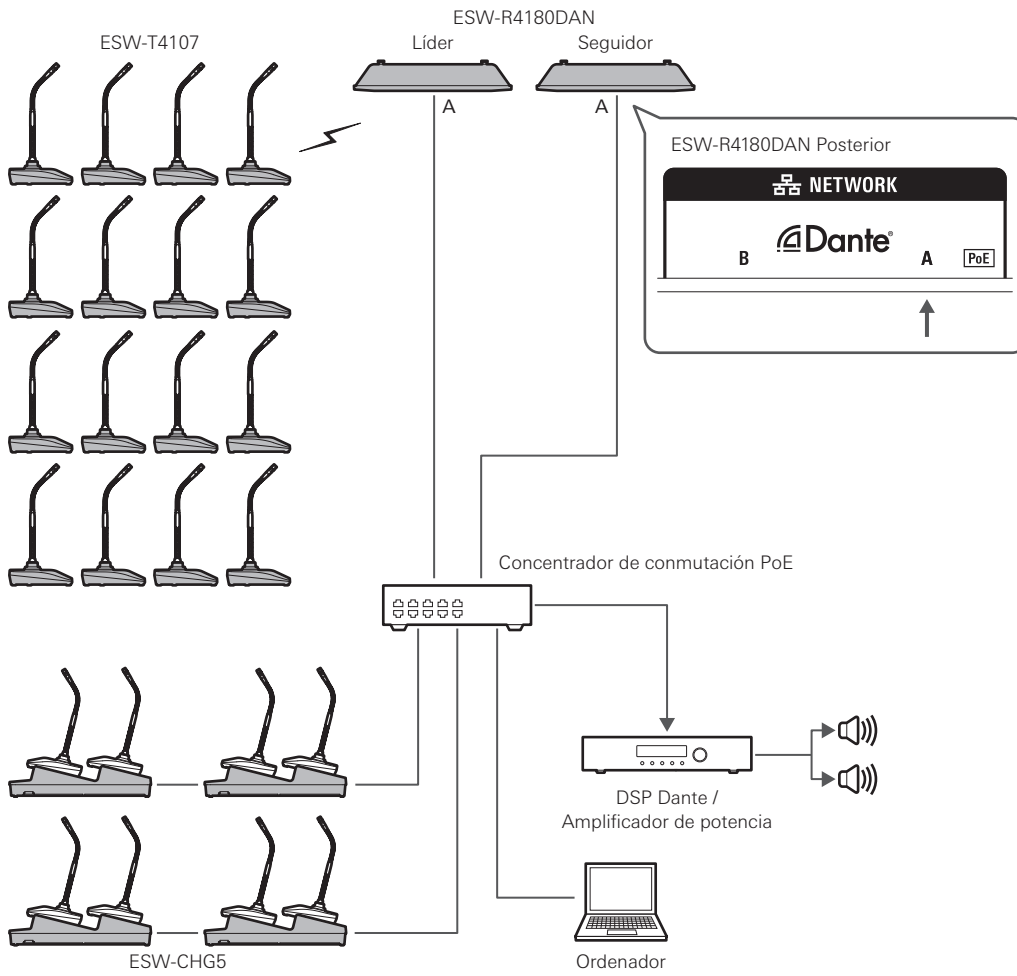 ESW-R4180DAN
ESW-T4107
Líder
Seguidor
A
A
ESW-R4180DAN Posterior
NETWORK
Dante®
B
A
PoE
Concentrador de conmutación PoE
DSP Dante /
Amplificador de potencia
ESW-CHG5
Ordenador